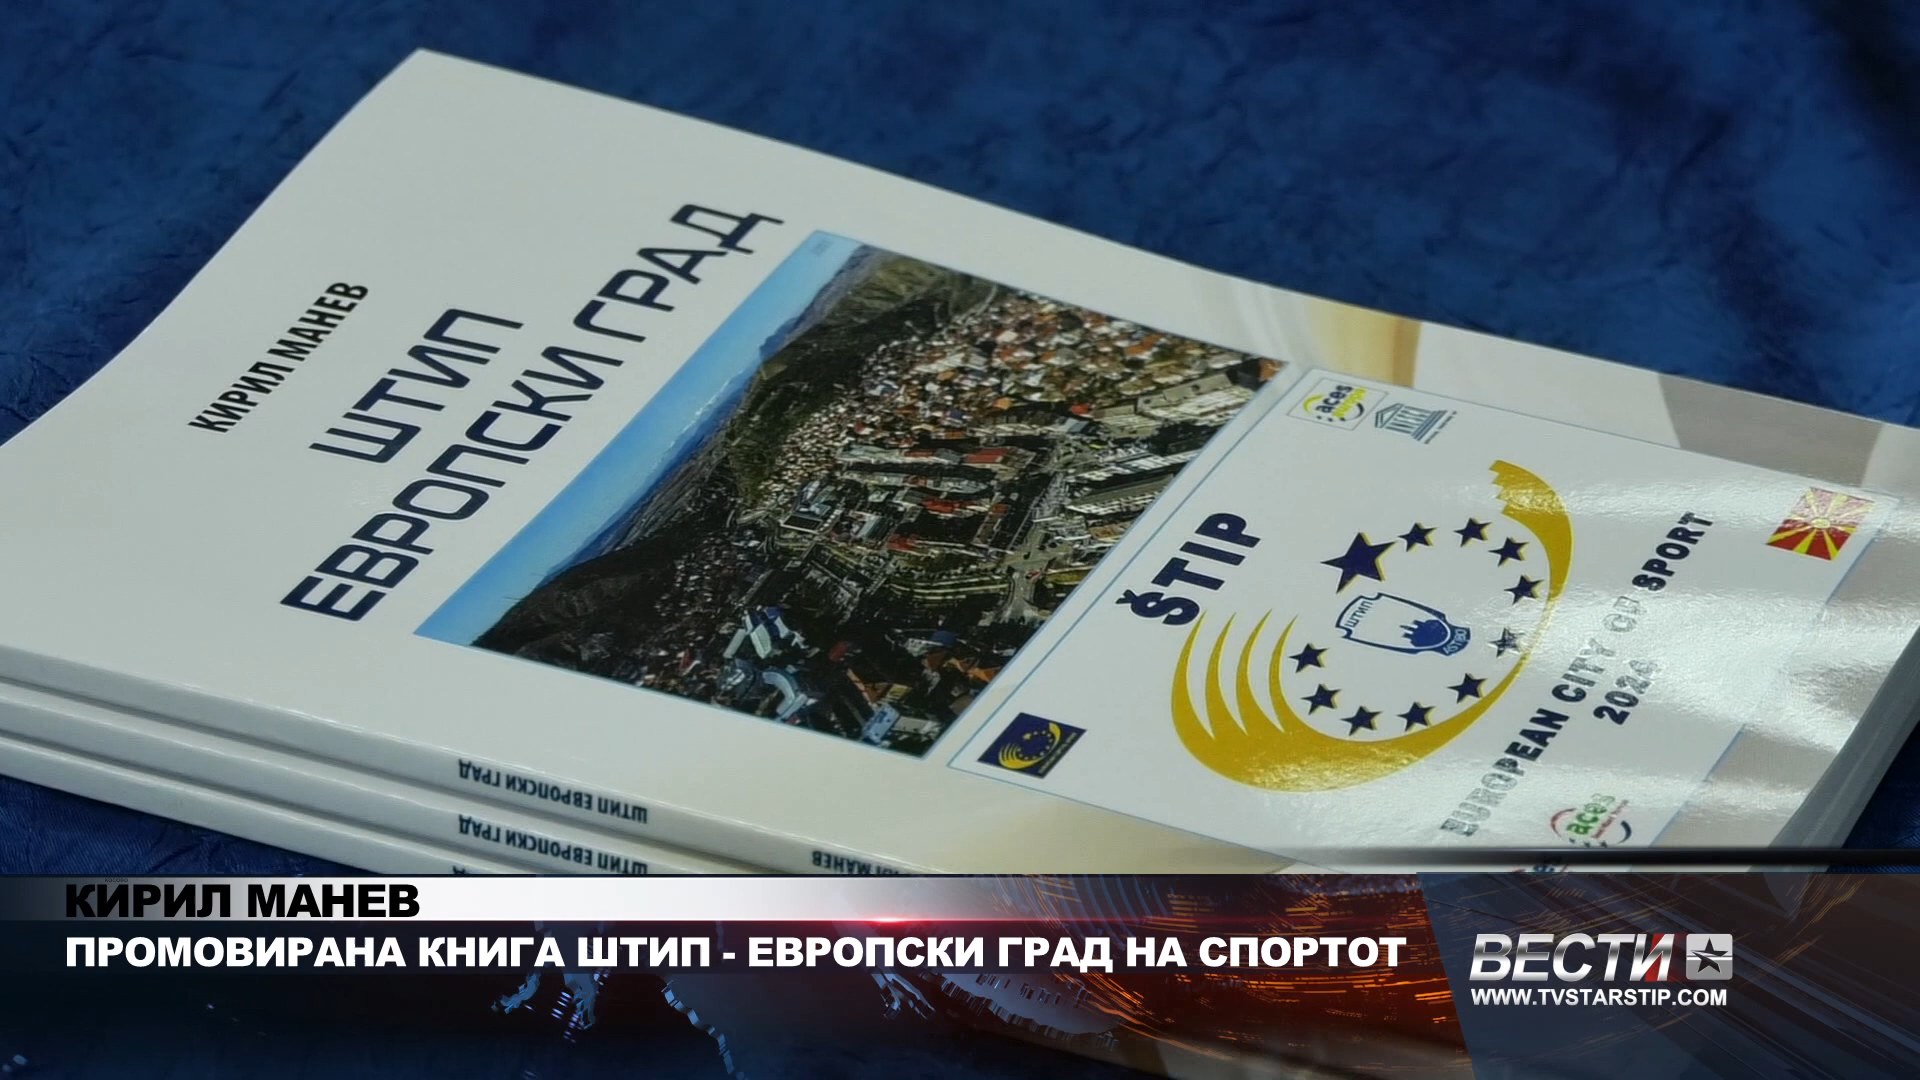 КИРИЛ МАНЕВ
ШТИП
ЕВРОПСКИ ГРАД
aces
europe
ŠTIP
ШТИП
EUROPEAN CITY OF SPORT
2024
aces
ШТИП ЕВРОПСКИ ГРАД
ШТИП ЕВРОПСКИ ГРАД
МАНЕВ
КИРИЛ МАНЕВ
ПРОМОВИРАНА КНИГА ШТИП - ЕВРОПСКИ ГРАД НА СПОРТОТ
ВЕСТИ
WWW.TVSTARSTIP.COM